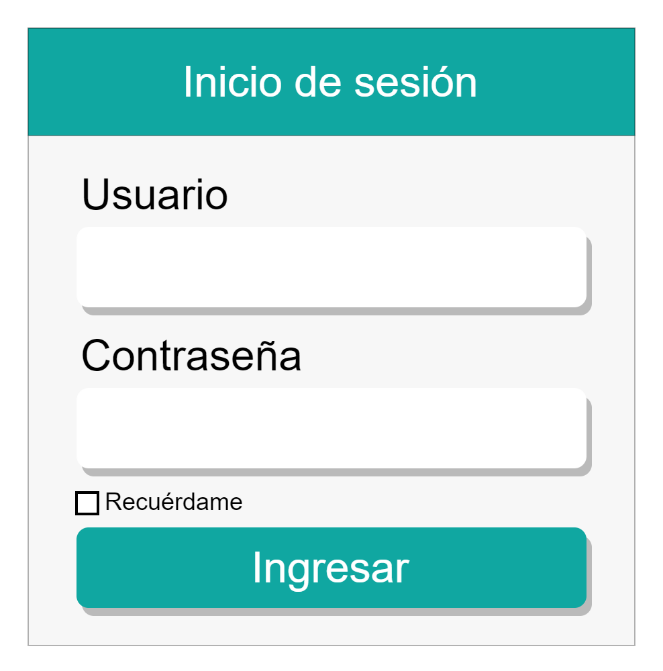 Inicio de sesión
Usuario
Contraseña
Recuérdame
Ingresar